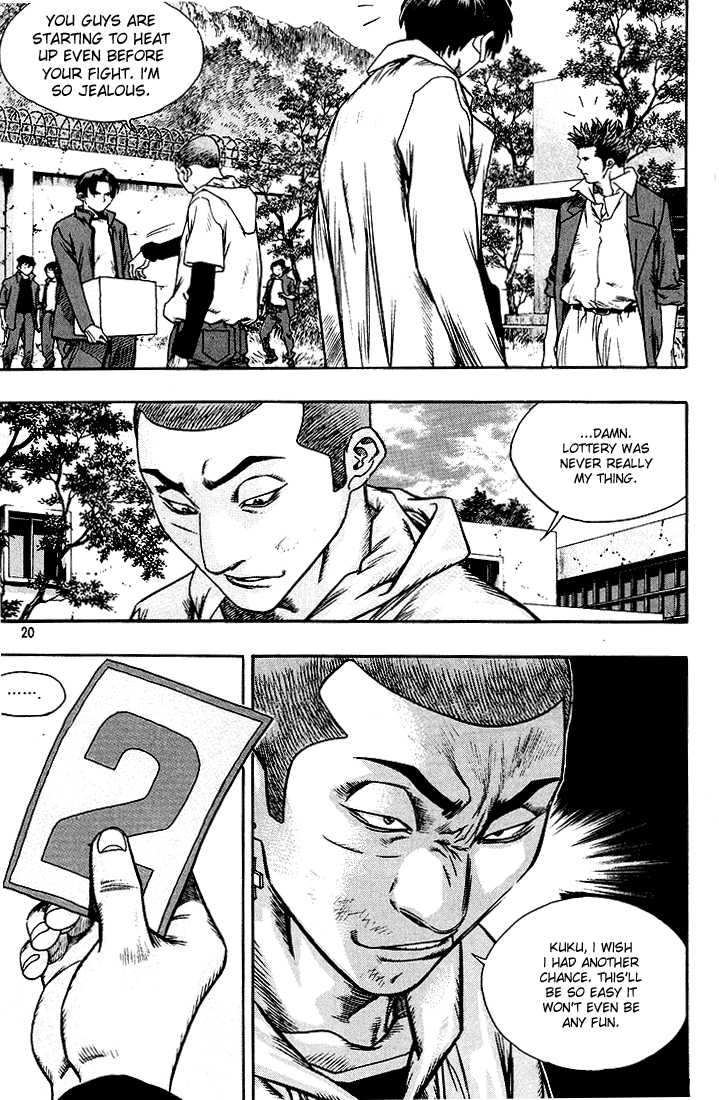 YOU GUYS ARE
STARTING TO HEAT
UP EVEN BEFORE
YOUR FIGHT. I'M
SO JEALOUS.
...DAMN.
LOTTERY WAS
NEVER REALLY
MY THING.
20
.......
2
KUKU, I WISH
I HAD ANOTHER
CHANCE. THIS'LL
BE SO EASY IT
WON'T EVEN BE
ANY FUN.